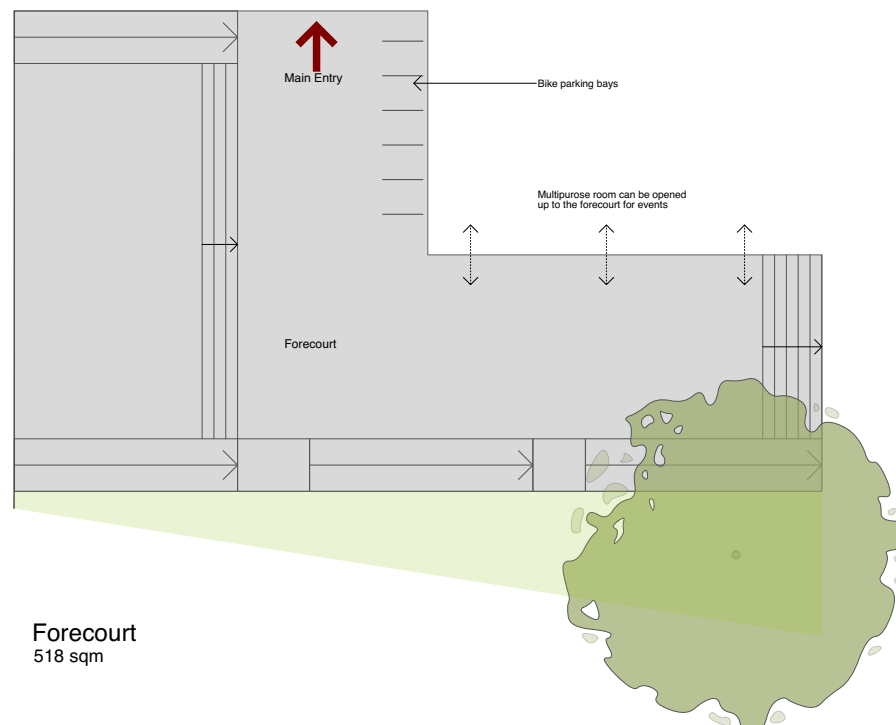 Main Entry
Bike parking bays
Multipurose room can be opened
up to the forecourt for events
Forecourt
Forecourt
518 sqm